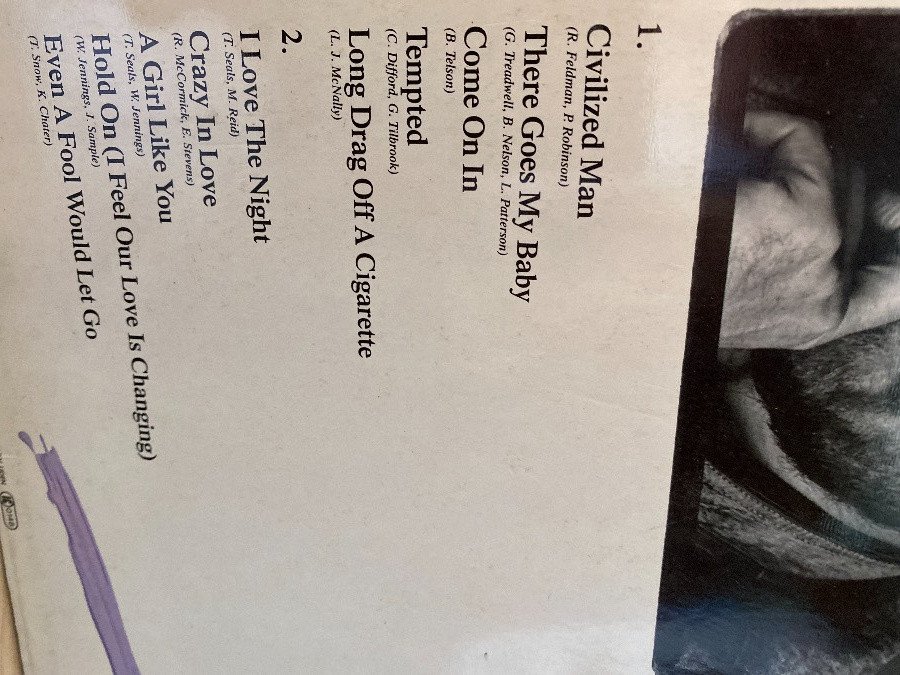 1.
Civilized Man
(R. Feldman, P. Robinson)
There Goes My Baby
(G. Treadwell, B. Nelson, L. Patterson)
Come On In
(B. Telson)
Tempted
(C. Difford, G. Tilbrook)
Long Drag Off A Cigarette
(L. J. McNally)
2.
I Love The Night
(T. Seals, M. Reid)
Crazy In Love
(R. McCormick, E. Stevens)
A Girl Like You
(T. Seals, W. Jennings)
Hold On (I Feel Our Love Is Changing)
(W. Jennings, J. Sample)
Even A Fool Would Let Go
(T. Snow, K. Chater)